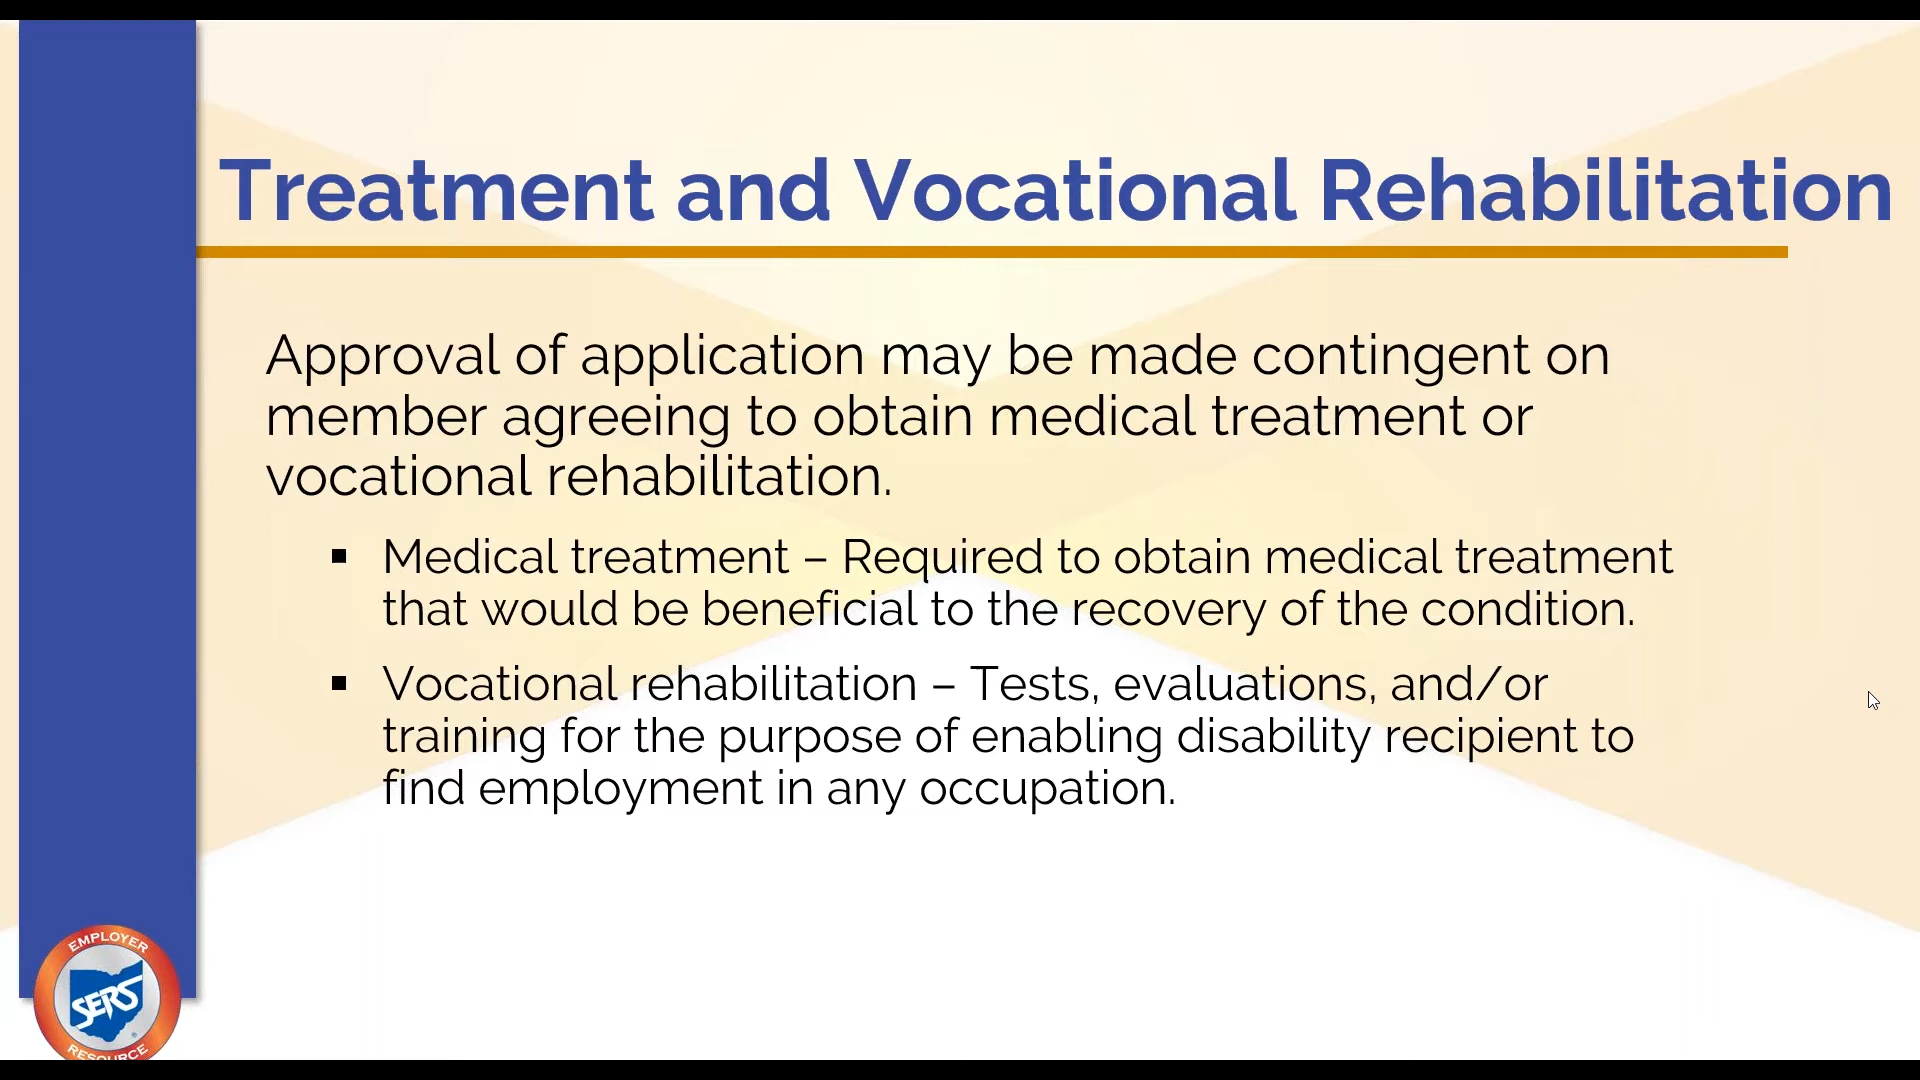 Treatment and Vocational Rehabilitation
Approval of application may be made contingent on
member agreeing to obtain medical treatment or
vocational rehabilitation.
▪ Medical treatment – Required to obtain medical treatment
that would be beneficial to the recovery of the condition.
▪ Vocational rehabilitation – Tests, evaluations, and/or
training for the purpose of enabling disability recipient to
find employment in any occupation.
EMPLOYER
SERS
RESOURCE